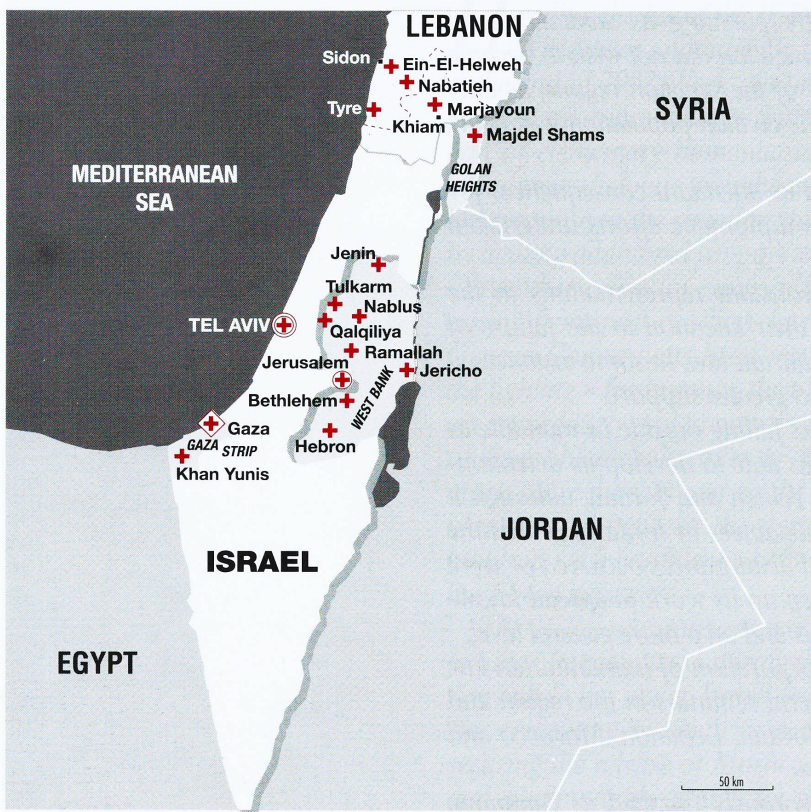 LEBANON
Sidon
Ein-El-Helweh
Nabatieh
Tyre
Marjayoun
SYRIA
Khiam
Majdel Shams
MEDITERRANEAN
SEA
GOLAN
HEIGHTS
Jenin
Tulkarm
Nablus
TEL AVIV
Qalqiliya
Ramallah
Jerusalem
Jericho
Bethlehem
WEST BANK
Gaza
GAZA STRIP
Hebron
Khan Yunis
JORDAN
ISRAEL
EGYPT
50 km